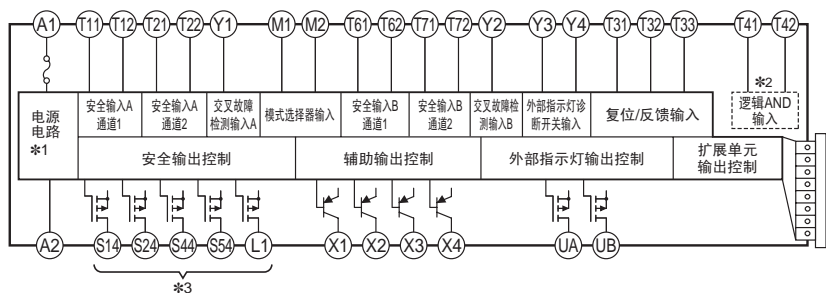 A1 T11 T12 T21 T22 Y1 M1 M2 T61 T62 T71 T72 Y2 Y3 Y4 T31 T32 T33 T41 T42
*2
电源
电路
*1
安全输入A
通道1
安全输入A
通道2
交叉故障
检测输入A
模式选择器输入
安全输入B
通道1
安全输入B
通道2
交叉故障检
测输入B
外部指示灯诊
断开关输入
复位/反馈输入
逻辑AND
输入
安全输出控制
辅助输出控制
外部指示灯输出控制
扩展单元
输出控制
A2 S14 S24 S44 S54 L1 X1 X2 X3 X4 UA UB
*3